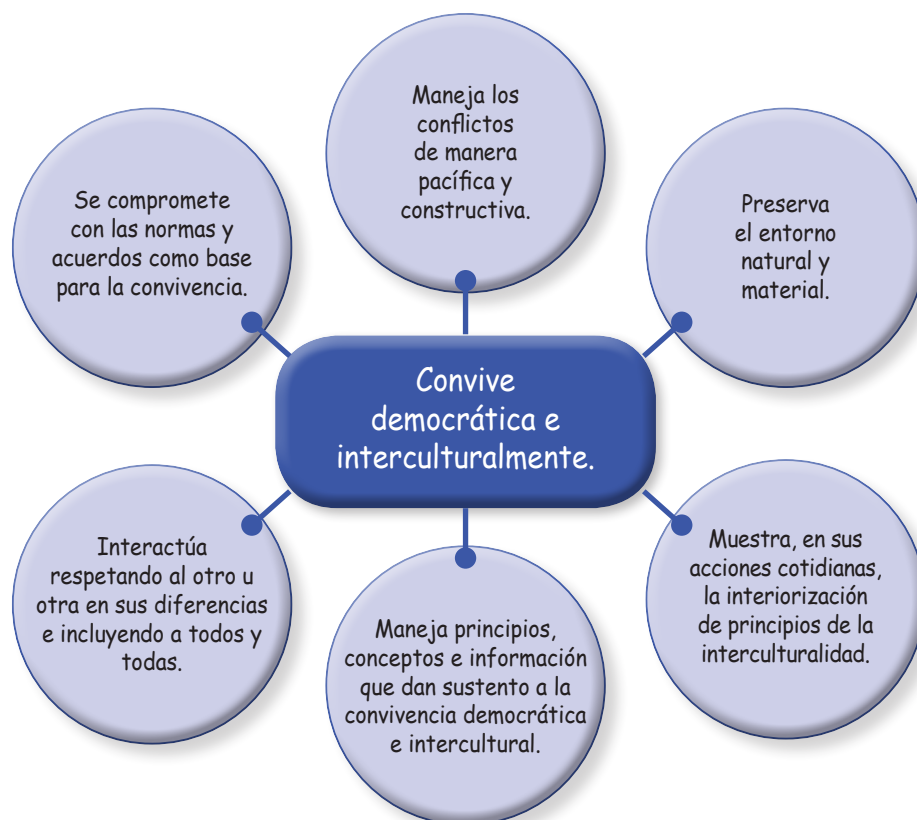 Maneja los
conflictos
de manera
pacífica y
constructiva.
Se compromete
con las normas y
acuerdos como base
para la convivencia.
Preserva
el entorno
natural y
material.
Convive
democrática e
interculturalmente.
Interactúa
respetando al otro u
otra en sus diferencias
e incluyendo a todos y
todas.
Maneja principios,
conceptos e información
que dan sustento a la
convivencia democrática
e intercultural.
Muestra, en sus
acciones cotidianas,
la interiorización
de principios de la
interculturalidad.